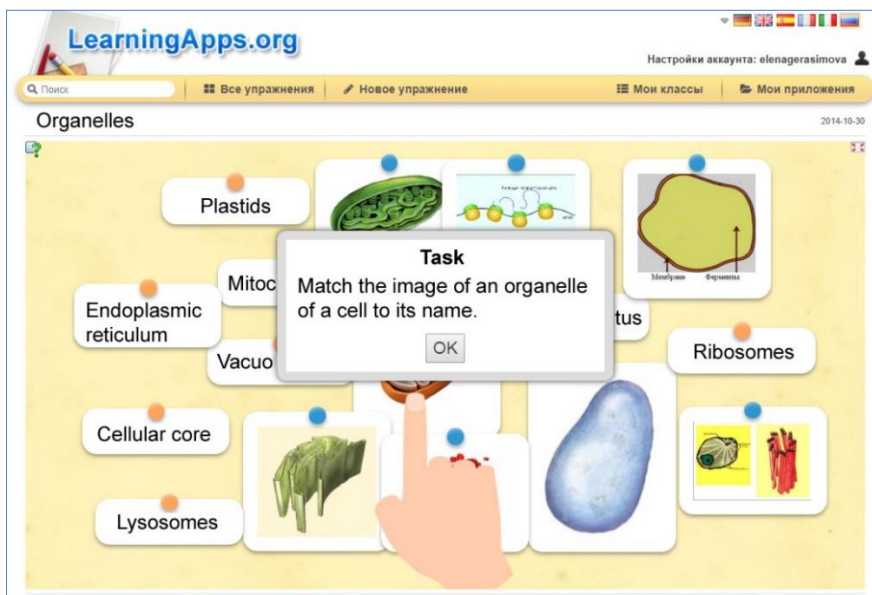 LearningApps.org
Настройки аккаунта: elenagerasimova
Поиск
Все упражнения
Новое упражнение
Мои классы
Мои приложения
Organelles
2014-10-30
Plastids
Mitoc
Task
Match the image of an organelle
of a cell to its name.
OK
Endoplasmic
reticulum
tus
Vacuo
Ribosomes
Мембрана
Ферменты
Cellular core
Lysosomes